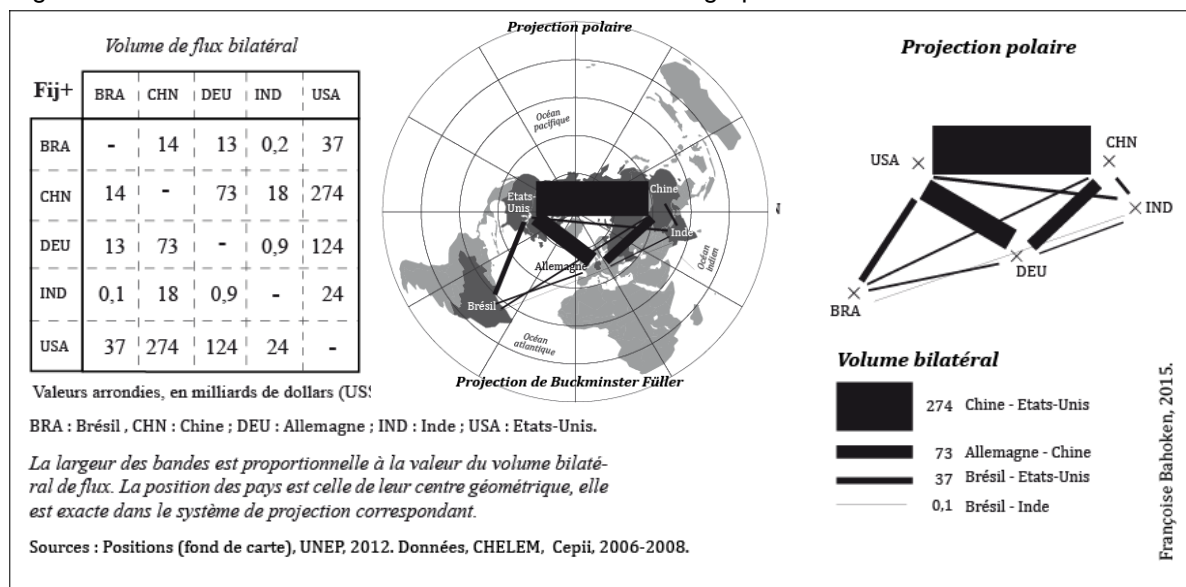 Volume de flux bilatéral
Fij+ BRA CHN DEU IND USA
BRA - 14 13 0,2 37
CHN 14 - 73 18 274
DEU 13 73 - 0,9 124
IND 0,1 18 0,9 - 24
USA 37 274 124 24 -
Valeurs arrondies, en milliards de dollars (US$
Projection polaire
Océan
pacifique
Etats-
Unis
Chine
Inde
Allemagne
Brésil
Océan
indien
Océan
atlantique
Projection de Buckminster Füller
N
Projection polaire
USA
CHN
IND
DEU
BRA
Volume bilatéral
274 Chine - Etats-Unis
73 Allemagne - Chine
37 Brésil - Etats-Unis
0,1 Brésil - Inde
BRA : Brésil , CHN : Chine ; DEU : Allemagne ; IND : Inde ; USA : Etats-Unis.
La largeur des bandes est proportionnelle à la valeur du volume bilaté-
ral de flux. La position des pays est celle de leur centre géométrique, elle
est exacte dans le système de projection correspondant.
Sources : Positions (fond de carte), UNEP, 2012. Données, CHELEM, Cepii, 2006-2008.
Françoise Bahoken, 2015.